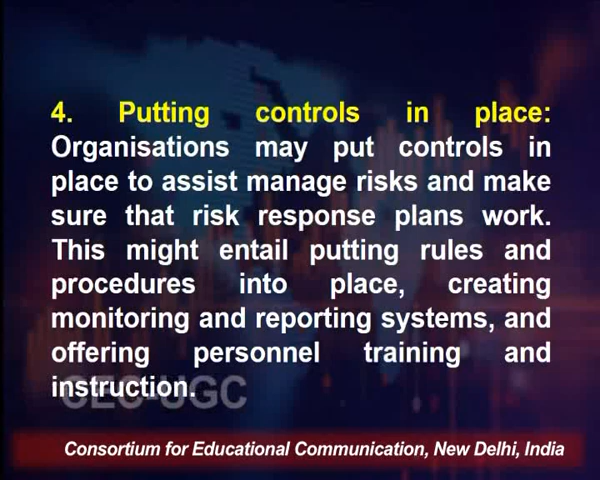 4. Putting controls in place:
Organisations may put controls in
place to assist manage risks and make
sure that risk response plans work.
This might entail putting rules and
procedures into place, creating
monitoring and reporting systems, and
offering personnel training and
instruction.
CEC-UGC
Consortium for Educational Communication, New Delhi, India